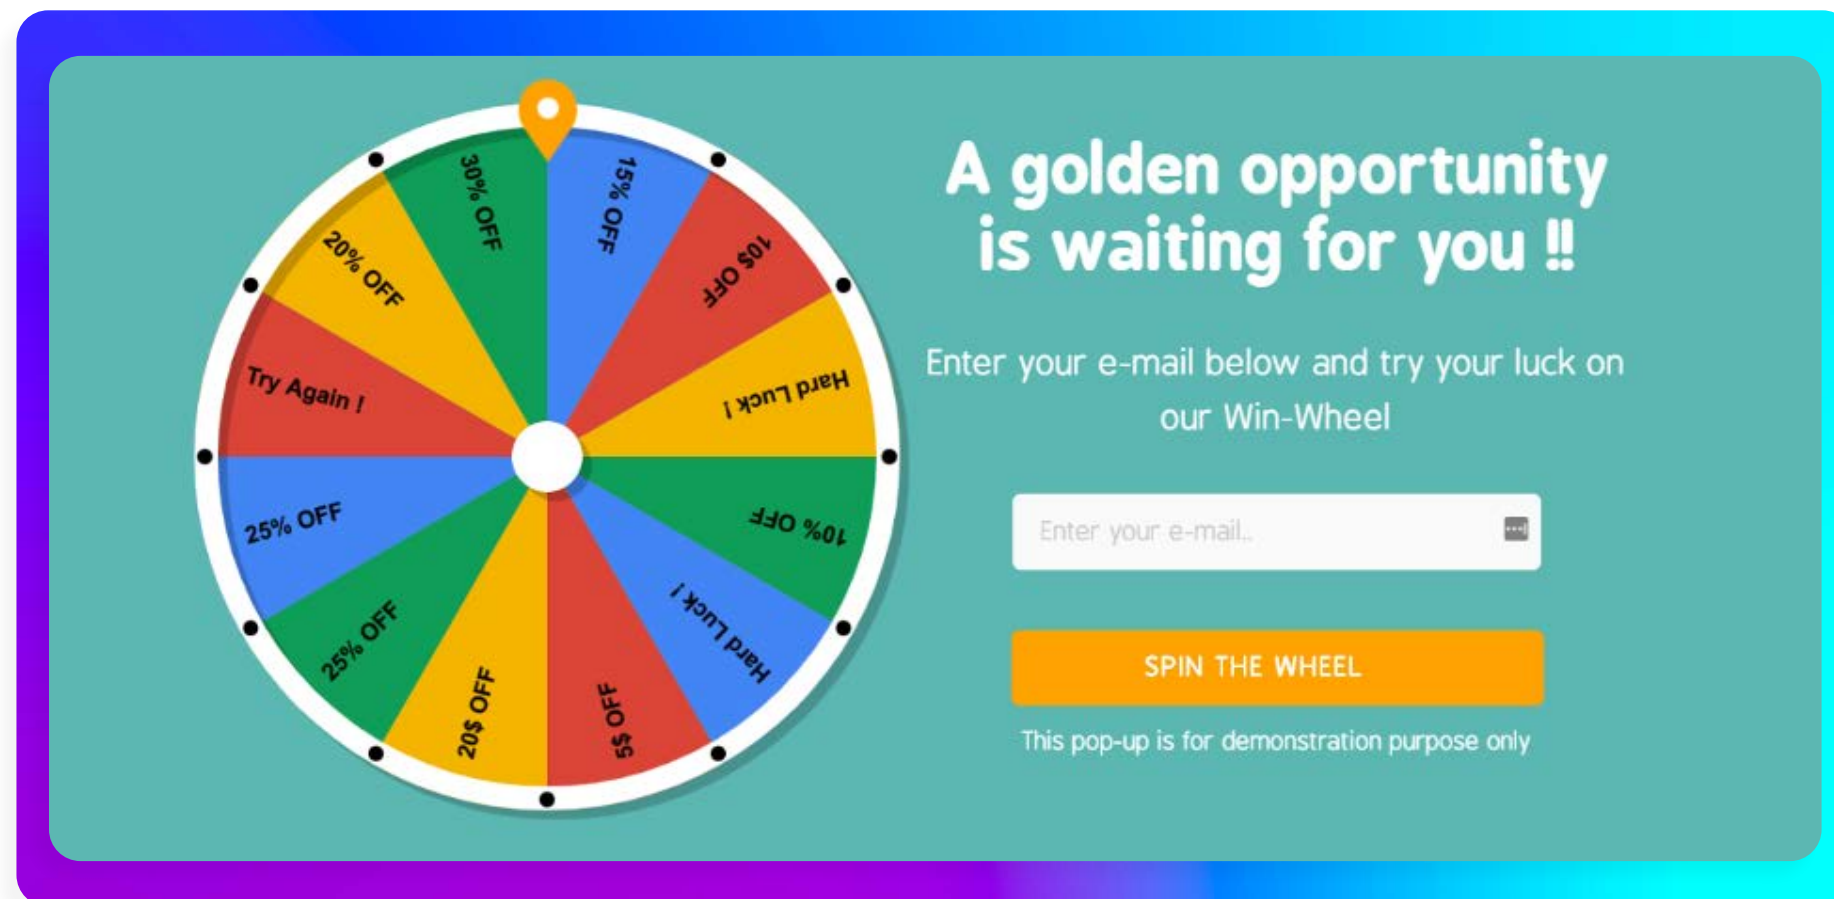 15% OFF
10$ OFF
Hard Luck !
10% OFF
Hard Luck !
5$ OFF
20$ OFF
25% OFF
25% OFF
Try Again !
20% OFF
30% OFF
A golden opportunity
is waiting for you !!
Enter your e-mail below and try your luck on
our Win-Wheel
Enter your e-mail..
SPIN THE WHEEL
This pop-up is for demonstration purpose only